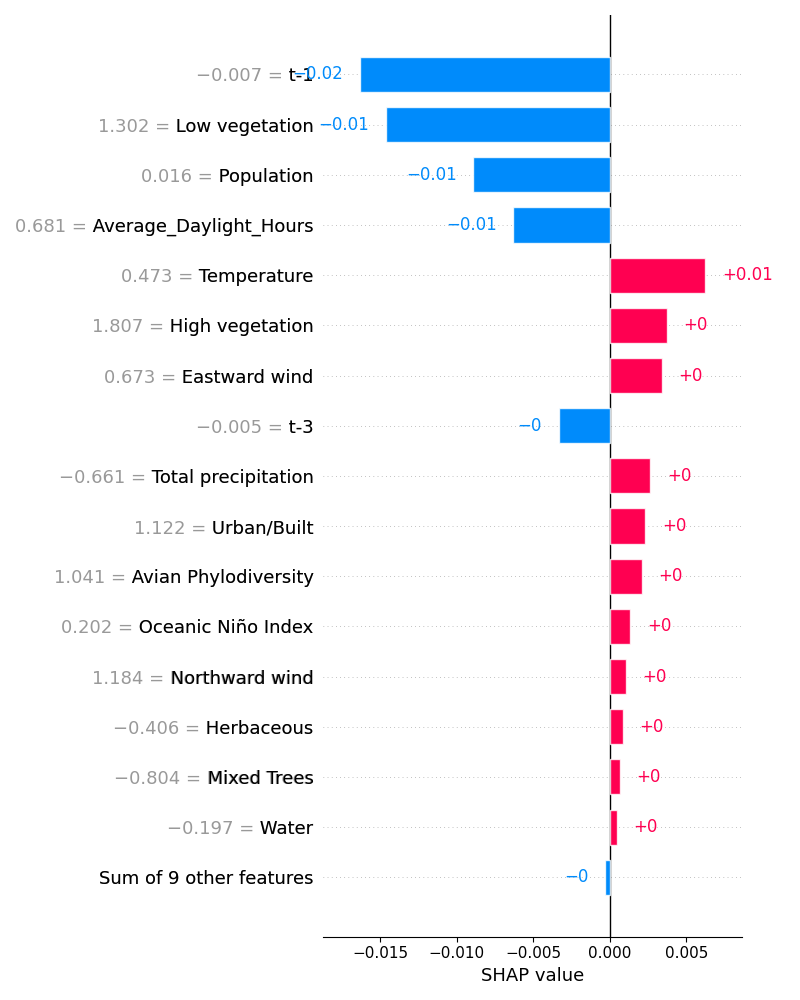 −0.007 = t-1 −0.02
1.302 = Low vegetation −0.01
0.016 = Population −0.01
0.681 = Average_Daylight_Hours −0.01
0.473 = Temperature +0.01
1.807 = High vegetation +0
0.673 = Eastward wind +0
−0.005 = t-3 −0
−0.661 = Total precipitation +0
1.122 = Urban/Built +0
1.041 = Avian Phylodiversity +0
0.202 = Oceanic Niño Index +0
1.184 = Northward wind +0
−0.406 = Herbaceous +0
−0.804 = Mixed Trees +0
−0.197 = Water +0
Sum of 9 other features −0
−0.015 −0.010 −0.005 0.000 0.005
SHAP value